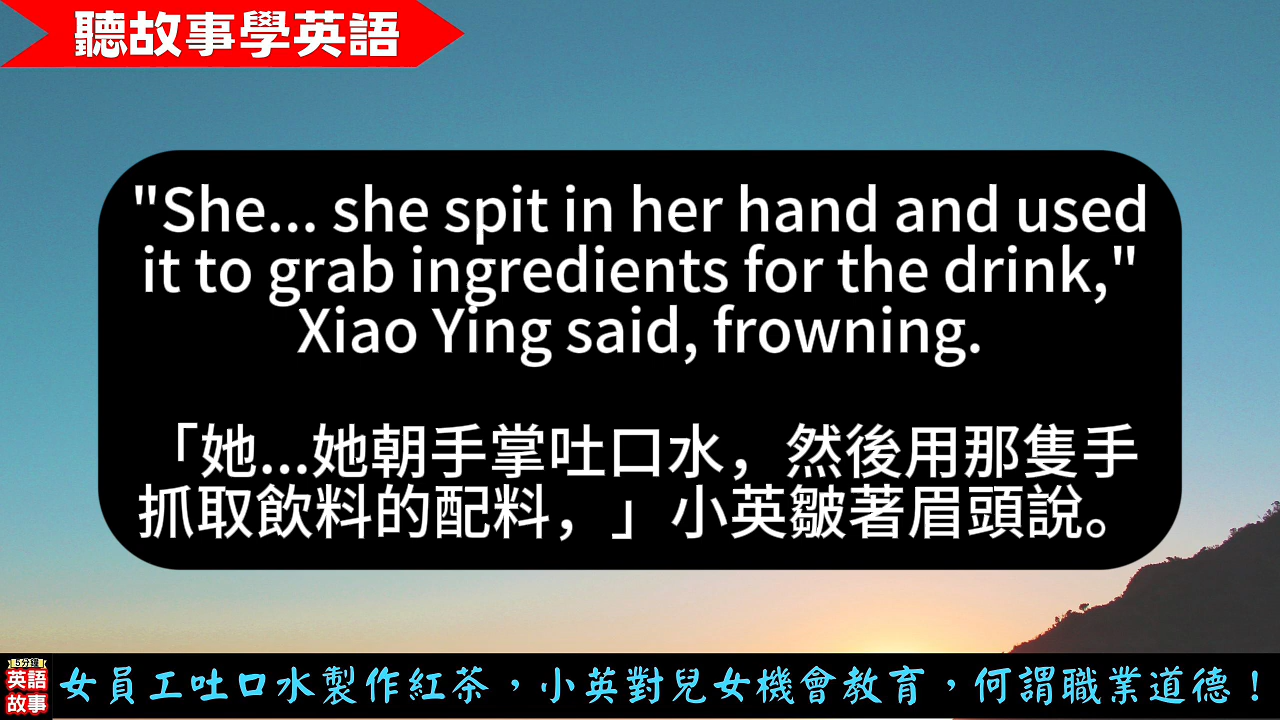 聽故事學英語
"She... she spit in her hand and used
it to grab ingredients for the drink,"
Xiao Ying said, frowning.
「她...她朝手掌吐口水，然後用那隻手
抓取飲料的配料，」小英皺著眉頭說。
5分鐘
英語
故事
女員工吐口水製作紅茶，小英對兒女機會教育，何謂職業道德！